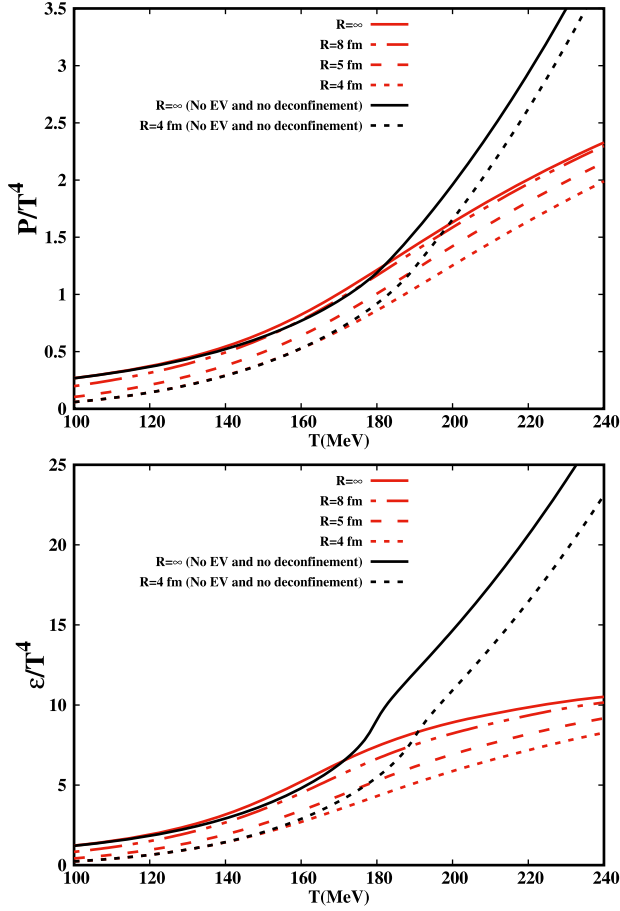 3.5
3
2.5
2
1.5
1
0.5
0
P/T⁴
R=∞
R=8 fm
R=5 fm
R=4 fm
R=∞ (No EV and no deconfinement)
R=4 fm (No EV and no deconfinement)
100 120 140 160 180 200 220 240
T(MeV)
25
20
15
10
5
0
ε/T⁴
R=∞
R=8 fm
R=5 fm
R=4 fm
R=∞ (No EV and no deconfinement)
R=4 fm (No EV and no deconfinement)
100 120 140 160 180 200 220 240
T(MeV)